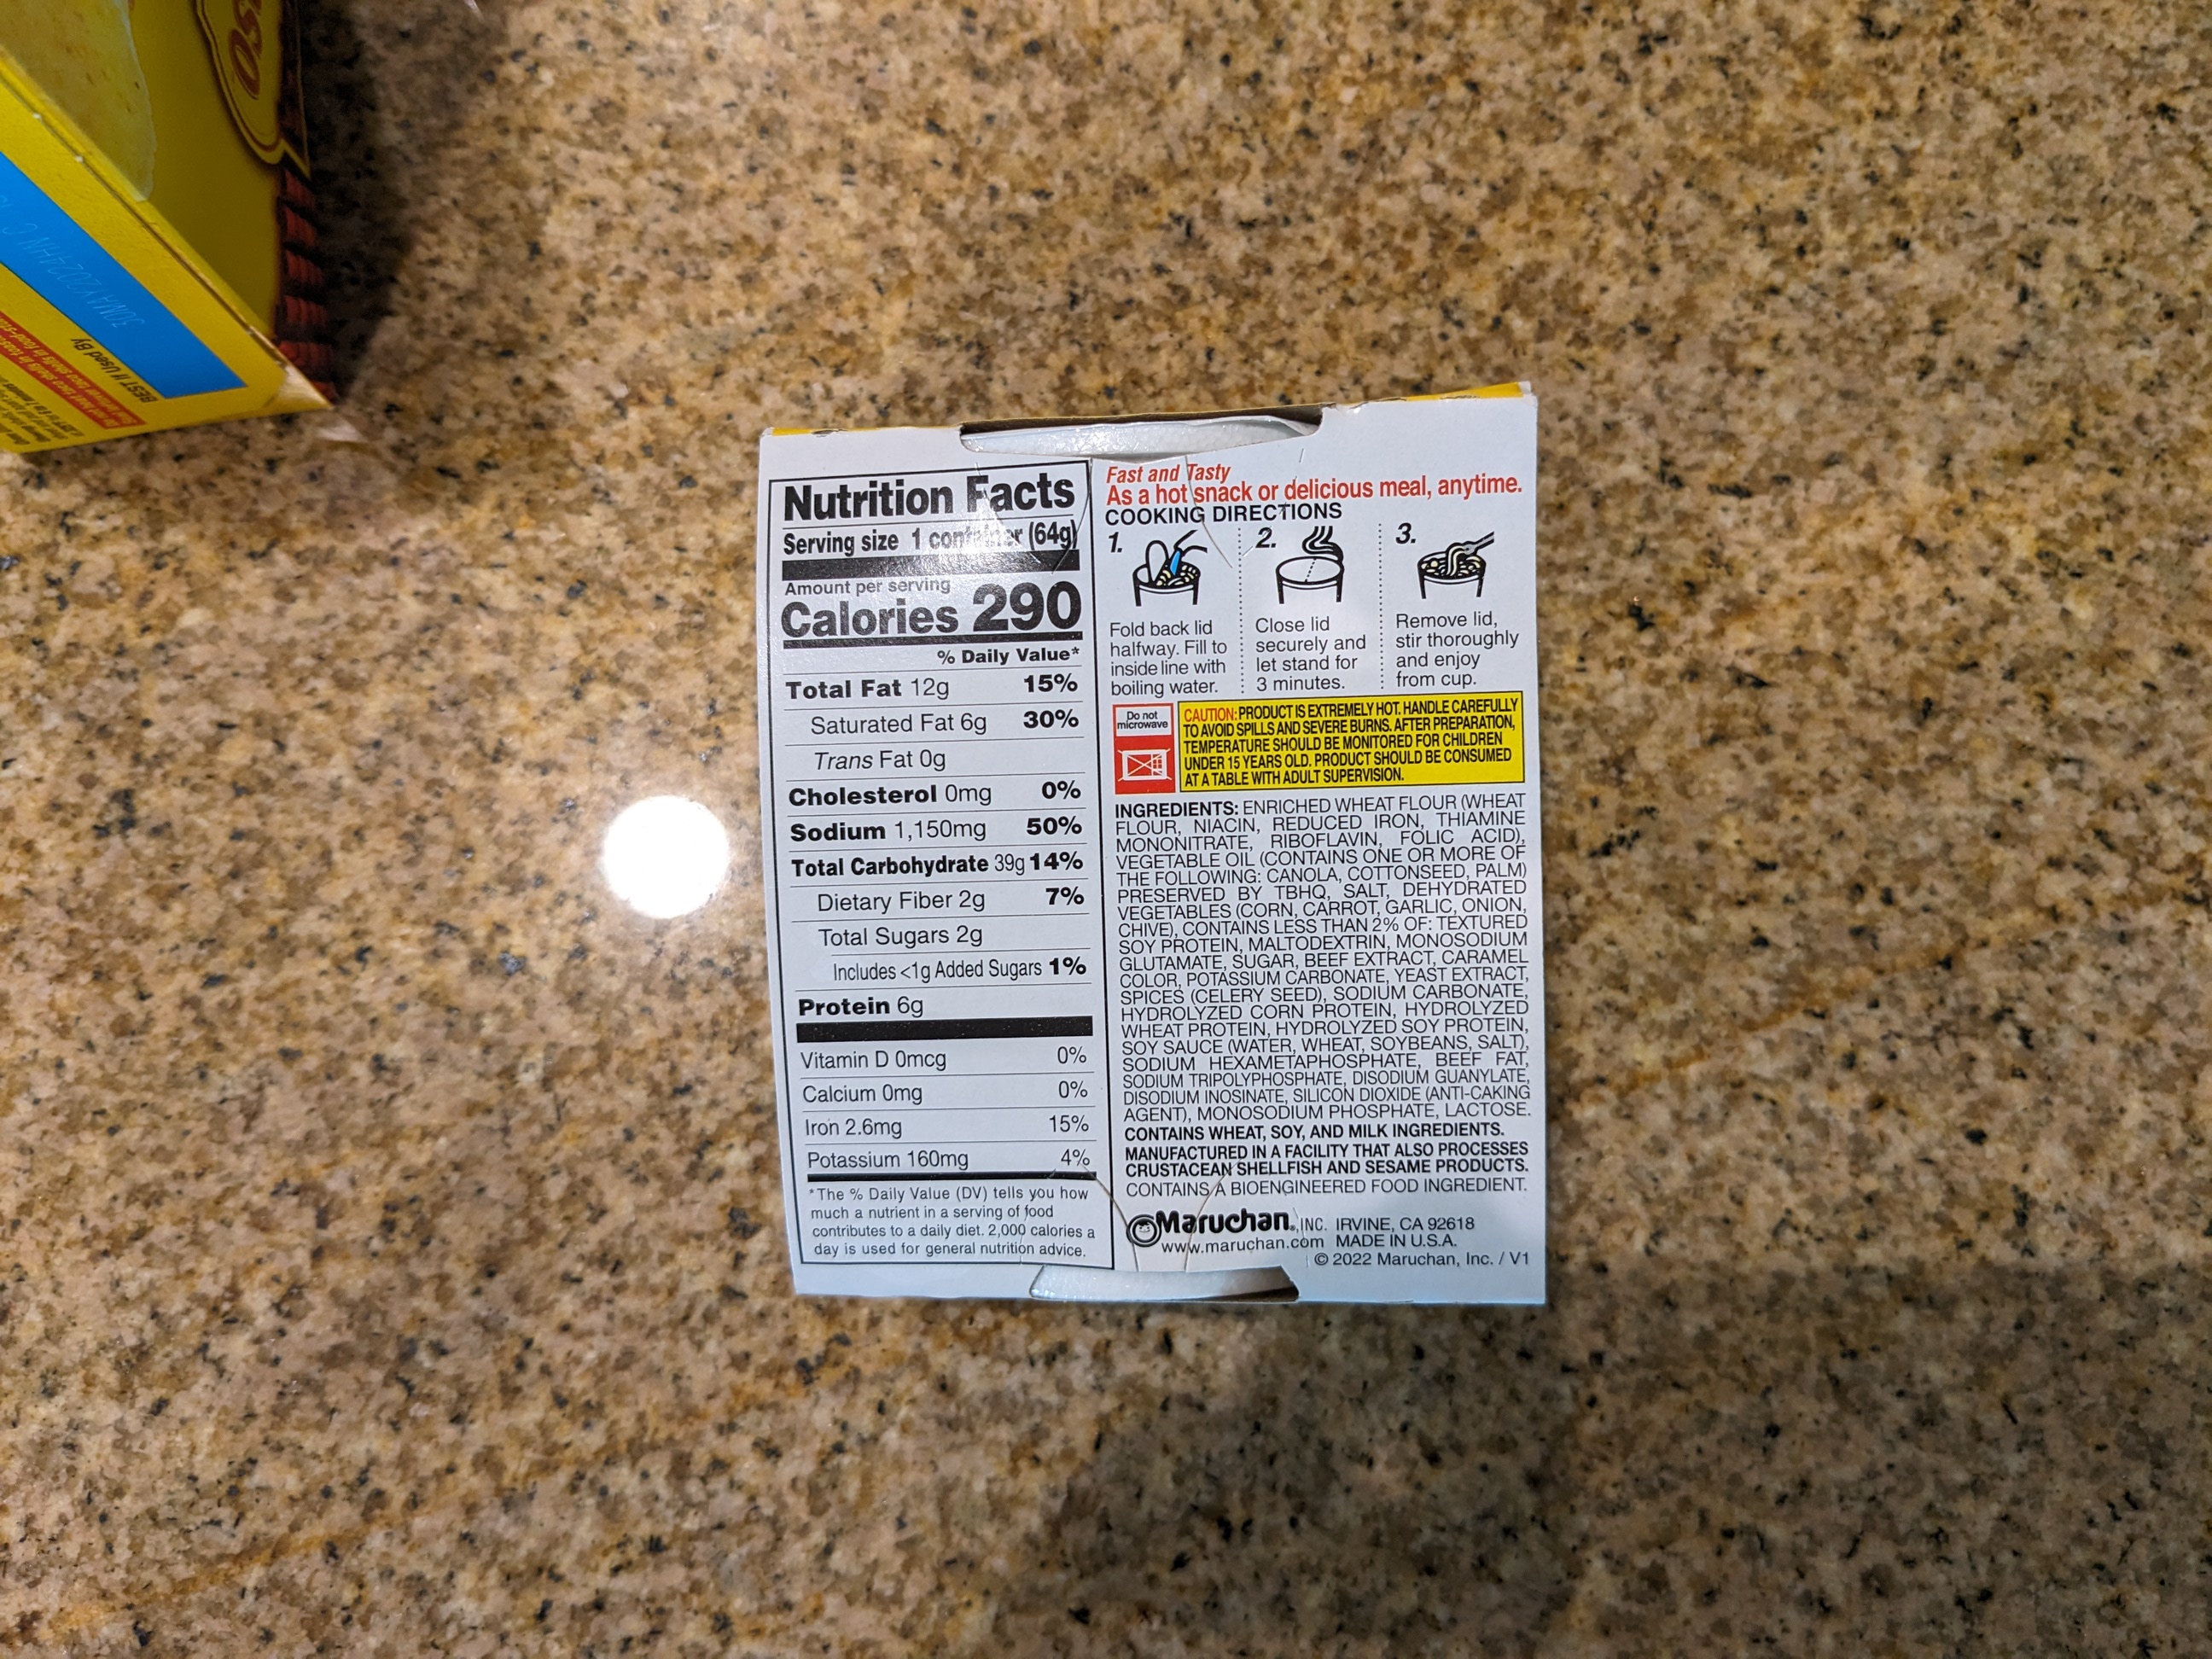 Nutrition Facts
Serving size 1 container (64g)
Amount per serving
Calories 290
% Daily Value*
Total Fat 12g 15%
Saturated Fat 6g 30%
Trans Fat 0g
Cholesterol 0mg 0%
Sodium 1,150mg 50%
Total Carbohydrate 39g 14%
Dietary Fiber 2g 7%
Total Sugars 2g
Includes <1g Added Sugars 1%
Protein 6g
Vitamin D 0mcg 0%
Calcium 0mg 0%
Iron 2.6mg 15%
Potassium 160mg 4%
*The % Daily Value (DV) tells you how
much a nutrient in a serving of food
contributes to a daily diet. 2,000 calories a
day is used for general nutrition advice.
Fast and Tasty
As a hot snack or delicious meal, anytime.
COOKING DIRECTIONS
1.
Fold back lid
halfway. Fill to
inside line with
boiling water.
2.
Close lid
securely and
let stand for
3 minutes.
3.
Remove lid,
stir thoroughly
and enjoy
from cup.
Do not
microwave
CAUTION: PRODUCT IS EXTREMELY HOT. HANDLE CAREFULLY
TO AVOID SPILLS AND SEVERE BURNS. AFTER PREPARATION,
TEMPERATURE SHOULD BE MONITORED FOR CHILDREN
UNDER 15 YEARS OLD. PRODUCT SHOULD BE CONSUMED
AT A TABLE WITH ADULT SUPERVISION.
INGREDIENTS: ENRICHED WHEAT FLOUR (WHEAT
FLOUR, NIACIN, REDUCED IRON, THIAMINE
MONONITRATE, RIBOFLAVIN, FOLIC ACID),
VEGETABLE OIL (CONTAINS ONE OR MORE OF
THE FOLLOWING: CANOLA, COTTONSEED, PALM)
PRESERVED BY TBHQ, SALT, DEHYDRATED
VEGETABLES (CORN, CARROT, GARLIC, ONION,
CHIVE), CONTAINS LESS THAN 2% OF: TEXTURED
SOY PROTEIN, MALTODEXTRIN, MONOSODIUM
GLUTAMATE, SUGAR, BEEF EXTRACT, CARAMEL
COLOR, POTASSIUM CARBONATE, YEAST EXTRACT,
SPICES (CELERY SEED), SODIUM CARBONATE,
HYDROLYZED CORN PROTEIN, HYDROLYZED
WHEAT PROTEIN, HYDROLYZED SOY PROTEIN,
SOY SAUCE (WATER, WHEAT, SOYBEANS, SALT),
SODIUM HEXAMETAPHOSPHATE, BEEF FAT,
SODIUM TRIPOLYPHOSPHATE, DISODIUM GUANYLATE,
DISODIUM INOSINATE, SILICON DIOXIDE (ANTI-CAKING
AGENT), MONOSODIUM PHOSPHATE, LACTOSE.
CONTAINS WHEAT, SOY, AND MILK INGREDIENTS.
MANUFACTURED IN A FACILITY THAT ALSO PROCESSES
CRUSTACEAN SHELLFISH AND SESAME PRODUCTS.
CONTAINS A BIOENGINEERED FOOD INGREDIENT.
Maruchan®, INC. IRVINE, CA 92618
www.maruchan.com MADE IN U.S.A.
© 2022 Maruchan, Inc. / V1
BEST If Used By